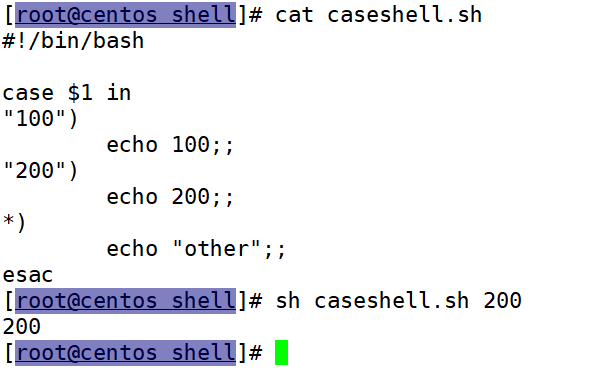 [root@centos shell]# cat caseshell.sh
#!/bin/bash

case $1 in
"100")
        echo 100;;
"200")
        echo 200;;
*)
        echo "other";;
esac
[root@centos shell]# sh caseshell.sh 200
200
[root@centos shell]#